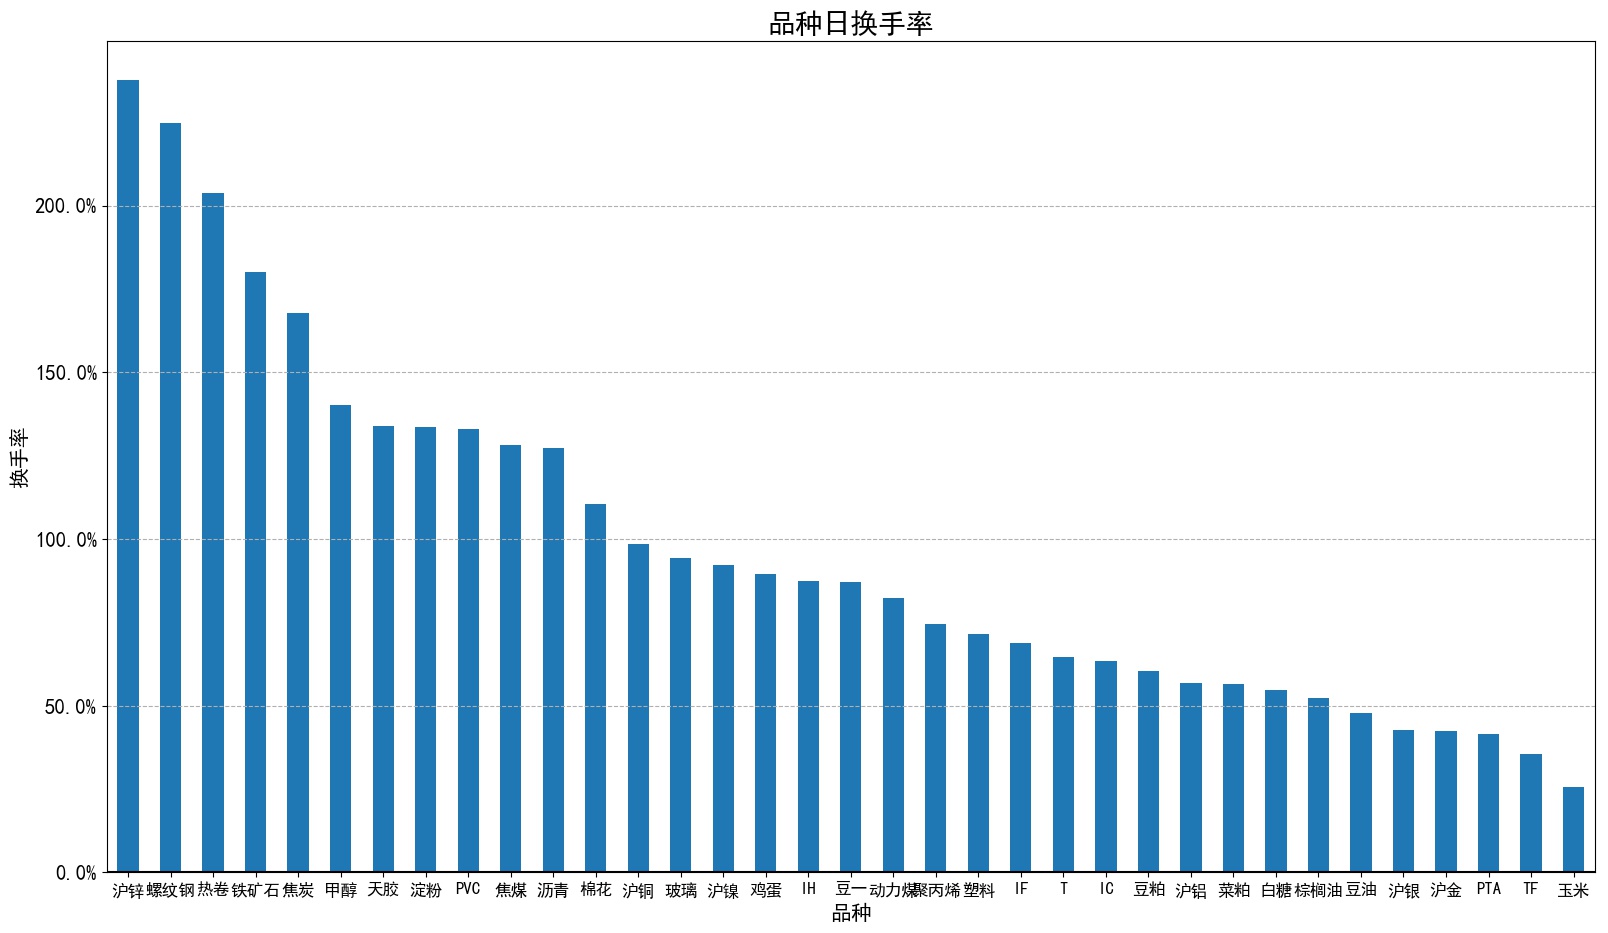 品种日换手率
换手率
200.0%
150.0%
100.0%
50.0%
0.0%
沪锌 螺纹钢 热卷 铁矿石 焦炭 甲醇 天胶 淀粉 PVC 焦煤 沥青 棉花 沪铜 玻璃 沪镍 鸡蛋 IH 豆一 动力煤 聚丙烯 塑料 IF T IC 豆粕 沪铝 菜粕 白糖 棕榈油 豆油 沪银 沪金 PTA TF 玉米
品种